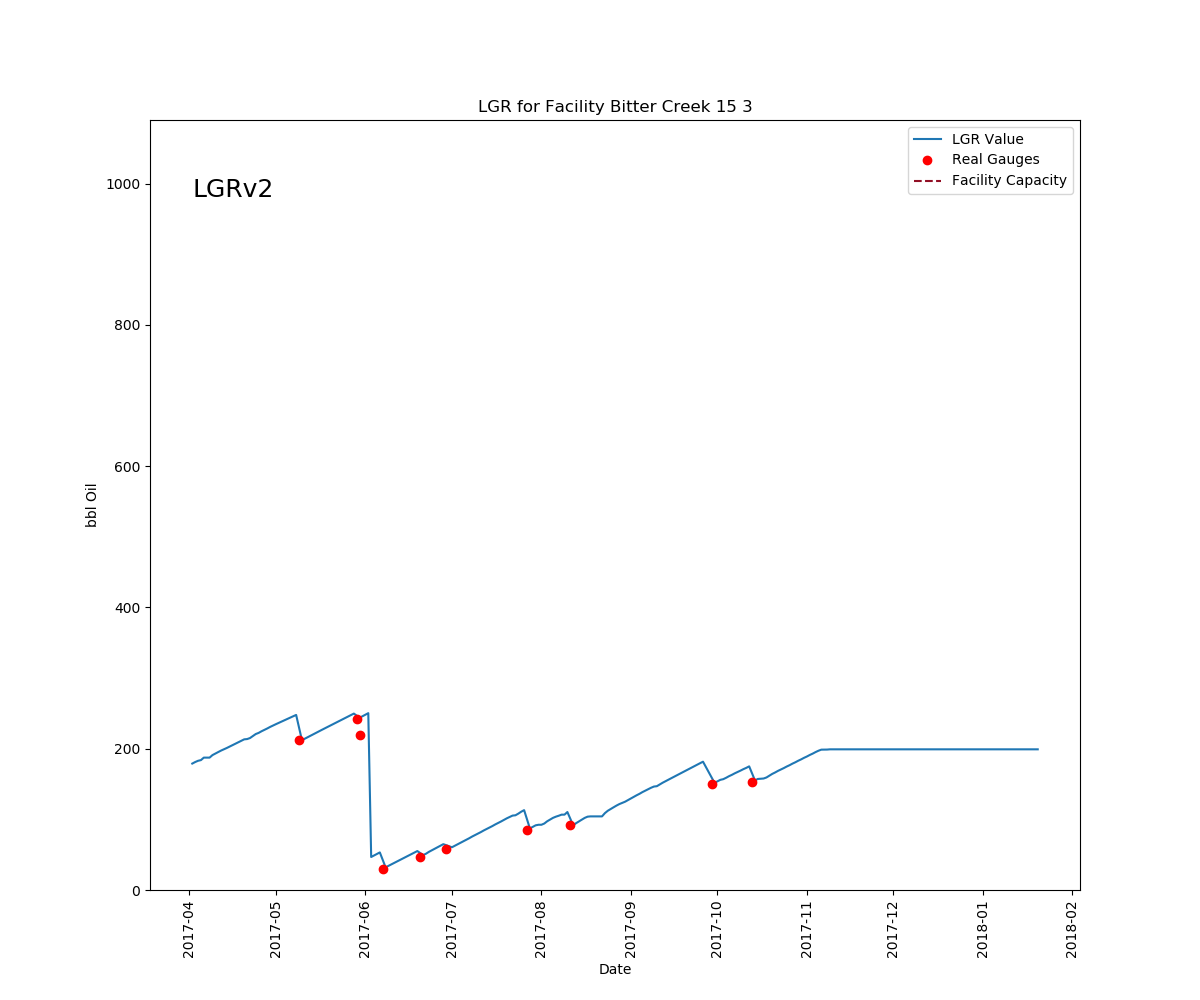 LGR for Facility Bitter Creek 15 3
LGRv2
LGR Value
Real Gauges
Facility Capacity
1000
800
600
400
200
0
bbl Oil
2017-04
2017-05
2017-06
2017-07
2017-08
2017-09
2017-10
2017-11
2017-12
2018-01
2018-02
Date